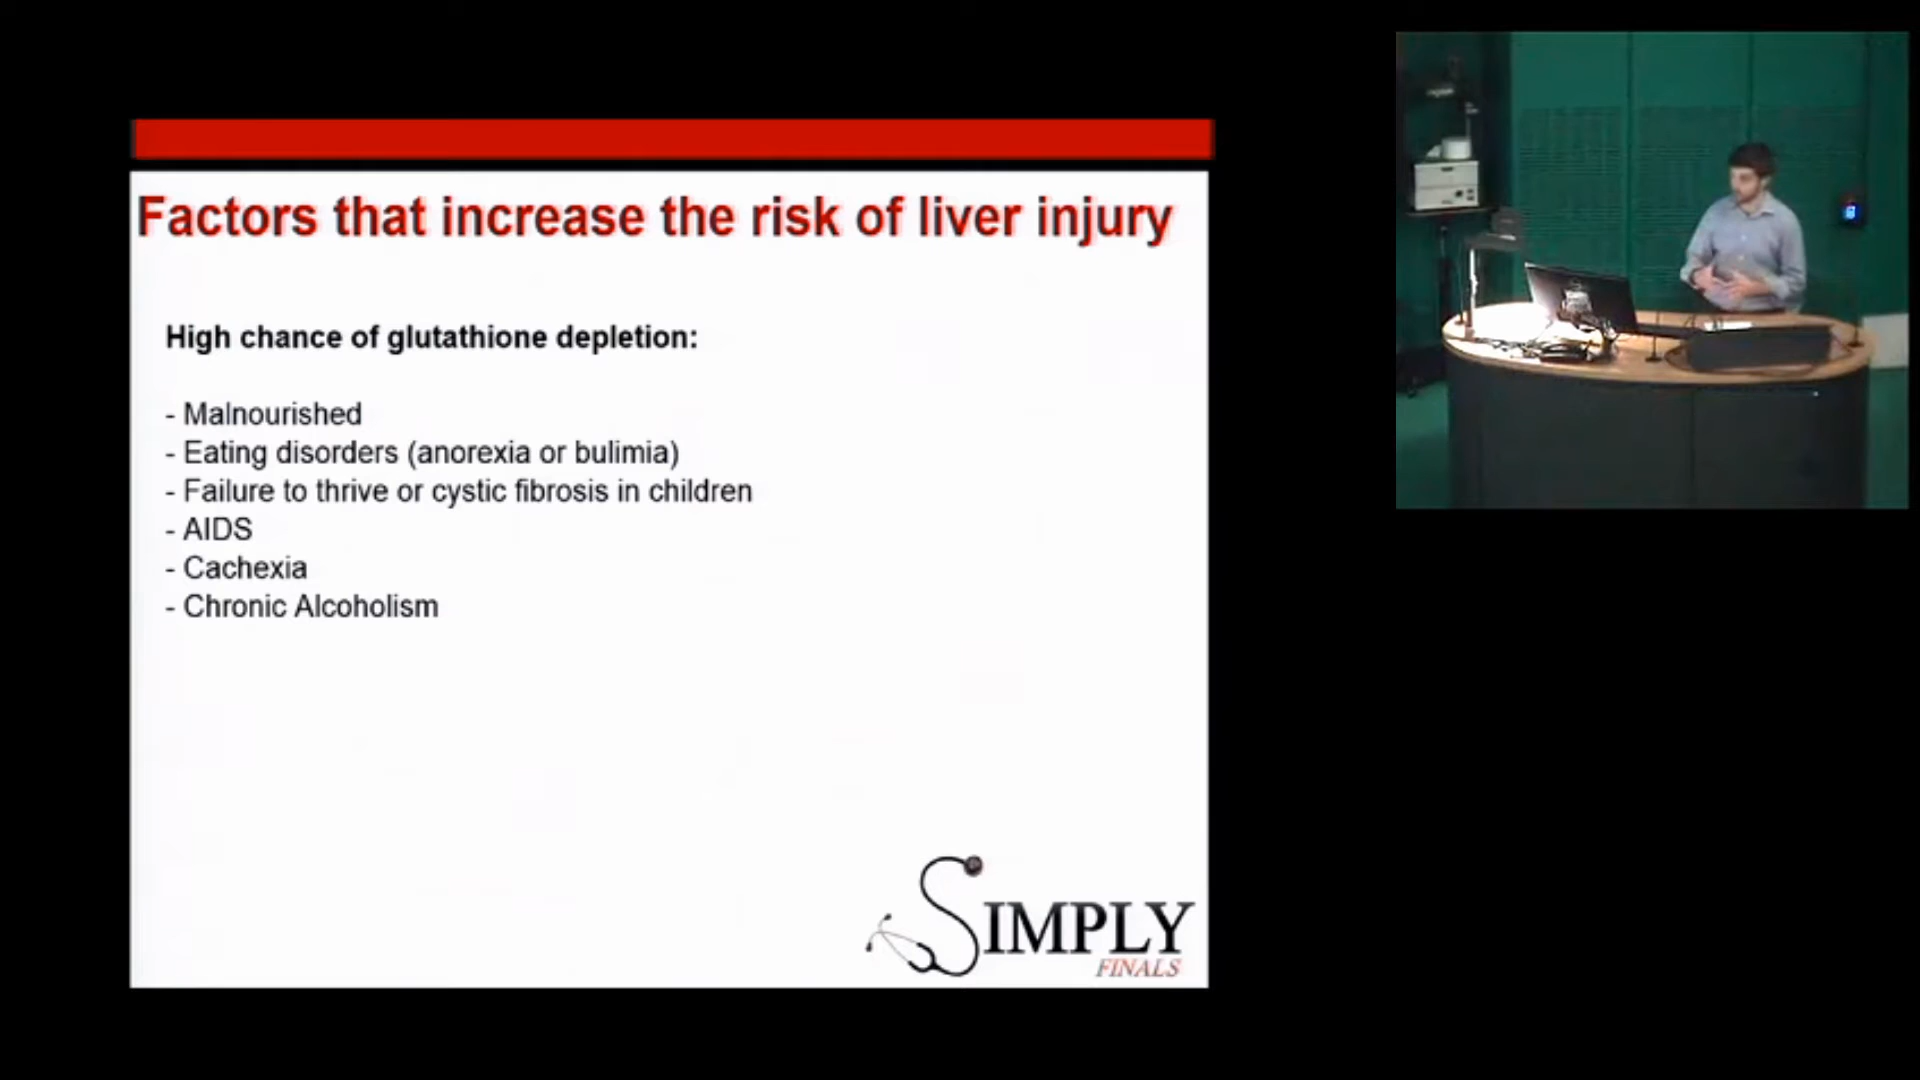 Factors that increase the risk of liver injury
High chance of glutathione depletion:
- Malnourished
- Eating disorders (anorexia or bulimia)
- Failure to thrive or cystic fibrosis in children
- AIDS
- Cachexia
- Chronic Alcoholism
SIMPLY
FINALS